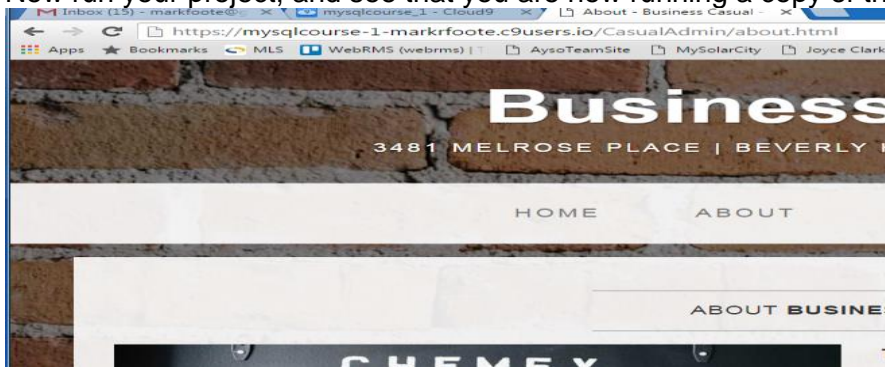 Now run your project, and see that you are now running a copy of th
Inbox (15) - markfoote@g
mysqlcourse_1 - Cloud9
About - Business Casual -
https://mysqlcourse-1-markrfoote.c9users.io/CasualAdmin/about.html
Apps Bookmarks MLS WebRMS (webrms) | T AysoTeamSite MySolarCity Joyce Clark
Business
3481 MELROSE PLACE | BEVERLY H
HOME ABOUT
ABOUT BUSINES
CHEMEX